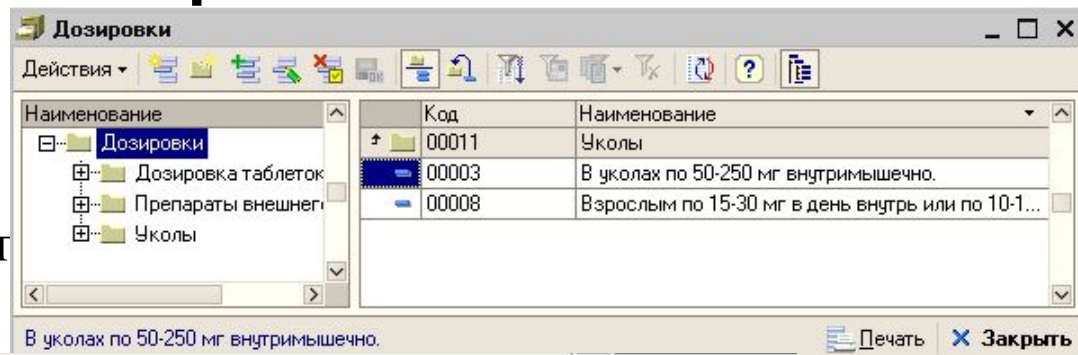 Дозировки
Действия
Наименование
Дозировки
Дозировка таблеток
Препараты внешнег
Уколы
Код Наименование
00011 Уколы
00003 В уколах по 50-250 мг внутримышечно.
00008 Взрослым по 15-30 мг в день внутрь или по 10-1...
В уколах по 50-250 мг внутримышечно.
Печать Закрыть